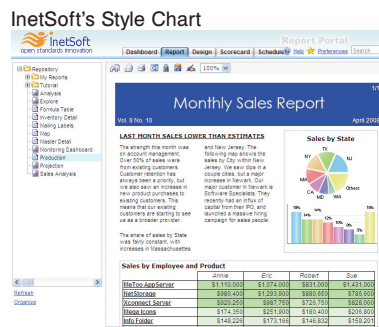 InetSoft's Style Chart
inetSoft
open standards innovation
Report Portal
Dashboard Report Design Scorecard Schedule Help Preferences Search
100%
Repository
My Reports
Tutorial
Analysis
Explore
Formula Table
Inventory Detail
Mailing Labels
Map
Master Detail
Monitoring Dashboard
Production
Projection
Sales Analysis
Refresh
Organize
Monthly Sales Report
Vol. 8 No. 10
April 2008
LAST MONTH SALES LOWER THAN ESTIMATES
The strength this month was
on account management.
Over 50% of sales were
from existing customers.
Customer retention has
always been a priority, but
we also saw an increase in
new product purchases to
existing customers. This
means that our existing
customers are starting to see
us as a broader provider.
The share of sales by State
was fairly constant, with
increases in Massachusettes
and New Jersey. The
following map shows the
sales by City within New
Jersey. We saw dips in a
couple cities, but a major
increase in Newark. Our
major customer in Newark is
Software Specialists. They
recently had an influx of
capital from their IPO, and
launched a massive hiring
campaign for sales people.
Sales by State
TX
NY
NJ
MA
CA
MD
WA
Others
Sales by Employee and Product
Annie Eric Robert Sue
lifeToo AppServer $1,110,000 $1,074,000 $831,000 $1,431,000
NetStorage $980,400 $1,293,900 $860,550 $786,600
Xconnect Server $920,250 $987,750 $726,750 $828,000
Mega Icons $174,350 $251,900 $180,400 $206,800
Info Folder $149,226 $173,166 $146,832 $159,201